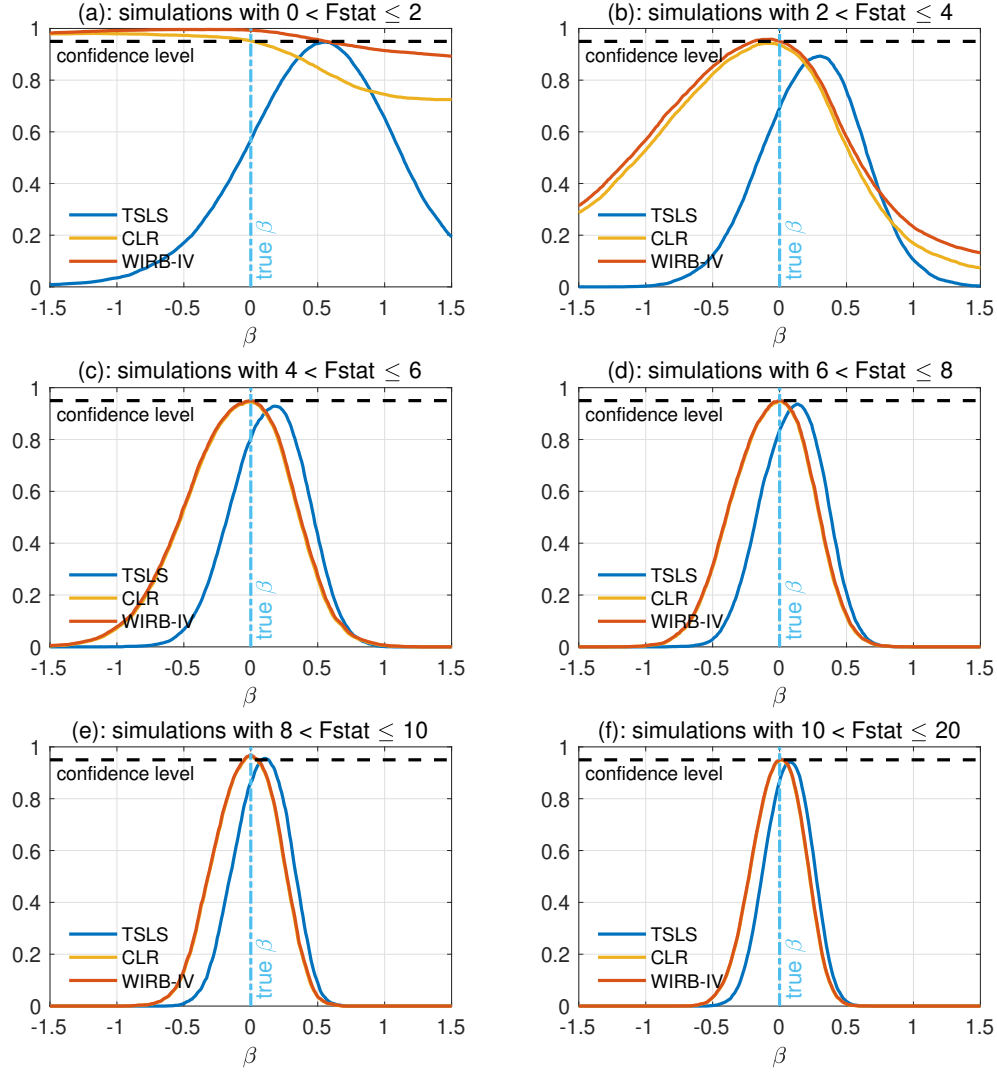 (a): simulations with 0 < Fstat ≤ 2
1
0.8
0.6
0.4
0.2
0
confidence level
TSLS
CLR
WIRB-IV
true β
-1.5 -1 -0.5 0 0.5 1 1.5
β
(b): simulations with 2 < Fstat ≤ 4
1
0.8
0.6
0.4
0.2
0
confidence level
TSLS
CLR
WIRB-IV
true β
-1.5 -1 -0.5 0 0.5 1 1.5
β
(c): simulations with 4 < Fstat ≤ 6
1
0.8
0.6
0.4
0.2
0
confidence level
TSLS
CLR
WIRB-IV
true β
-1.5 -1 -0.5 0 0.5 1 1.5
β
(d): simulations with 6 < Fstat ≤ 8
1
0.8
0.6
0.4
0.2
0
confidence level
TSLS
CLR
WIRB-IV
true β
-1.5 -1 -0.5 0 0.5 1 1.5
β
(e): simulations with 8 < Fstat ≤ 10
1
0.8
0.6
0.4
0.2
0
confidence level
TSLS
CLR
WIRB-IV
true β
-1.5 -1 -0.5 0 0.5 1 1.5
β
(f): simulations with 10 < Fstat ≤ 20
1
0.8
0.6
0.4
0.2
0
confidence level
TSLS
CLR
WIRB-IV
true β
-1.5 -1 -0.5 0 0.5 1 1.5
β